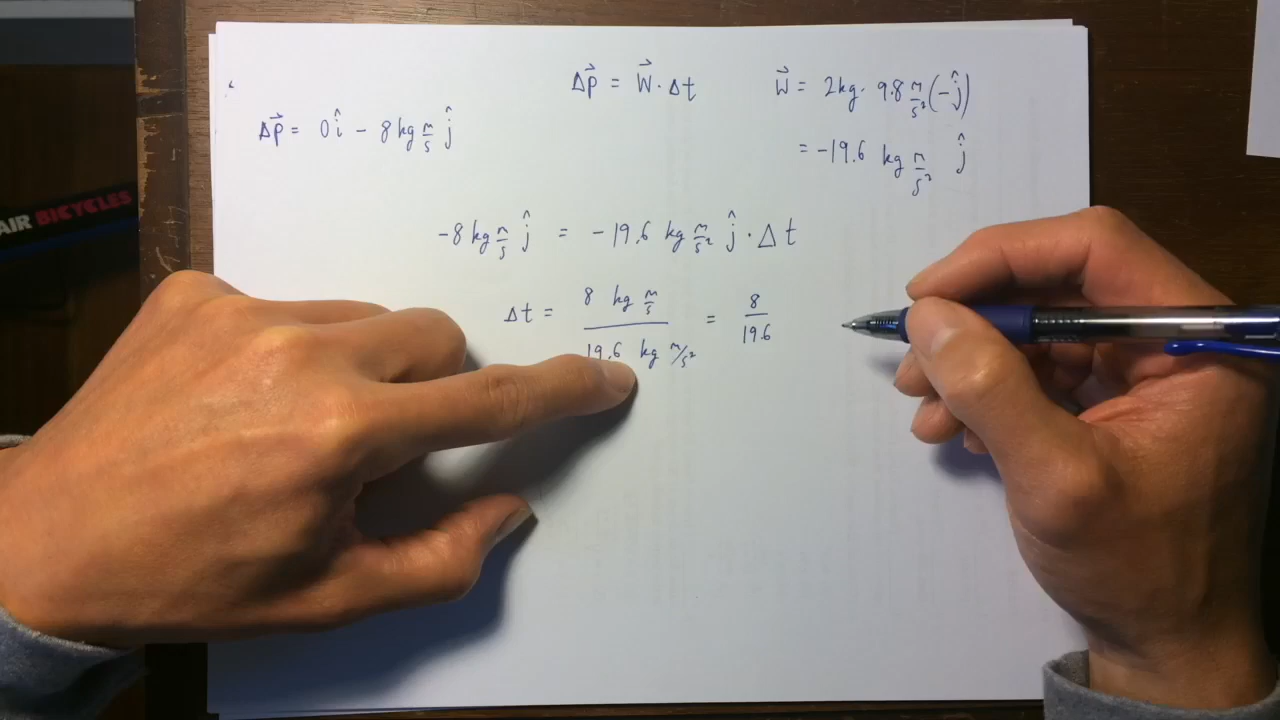 Δp⃗ = W⃗ · Δt
W⃗ = 2kg · 9.8 m/s² (-ĵ)
Δp⃗ = 0î - 8 kg m/s ĵ
= -19.6 kg m/s² ĵ
-8 kg m/s ĵ = -19.6 kg m/s² ĵ · Δt
Δt = 8 kg m/s / 19.6 kg m/s² = 8/19.6
AIR BICYCLES